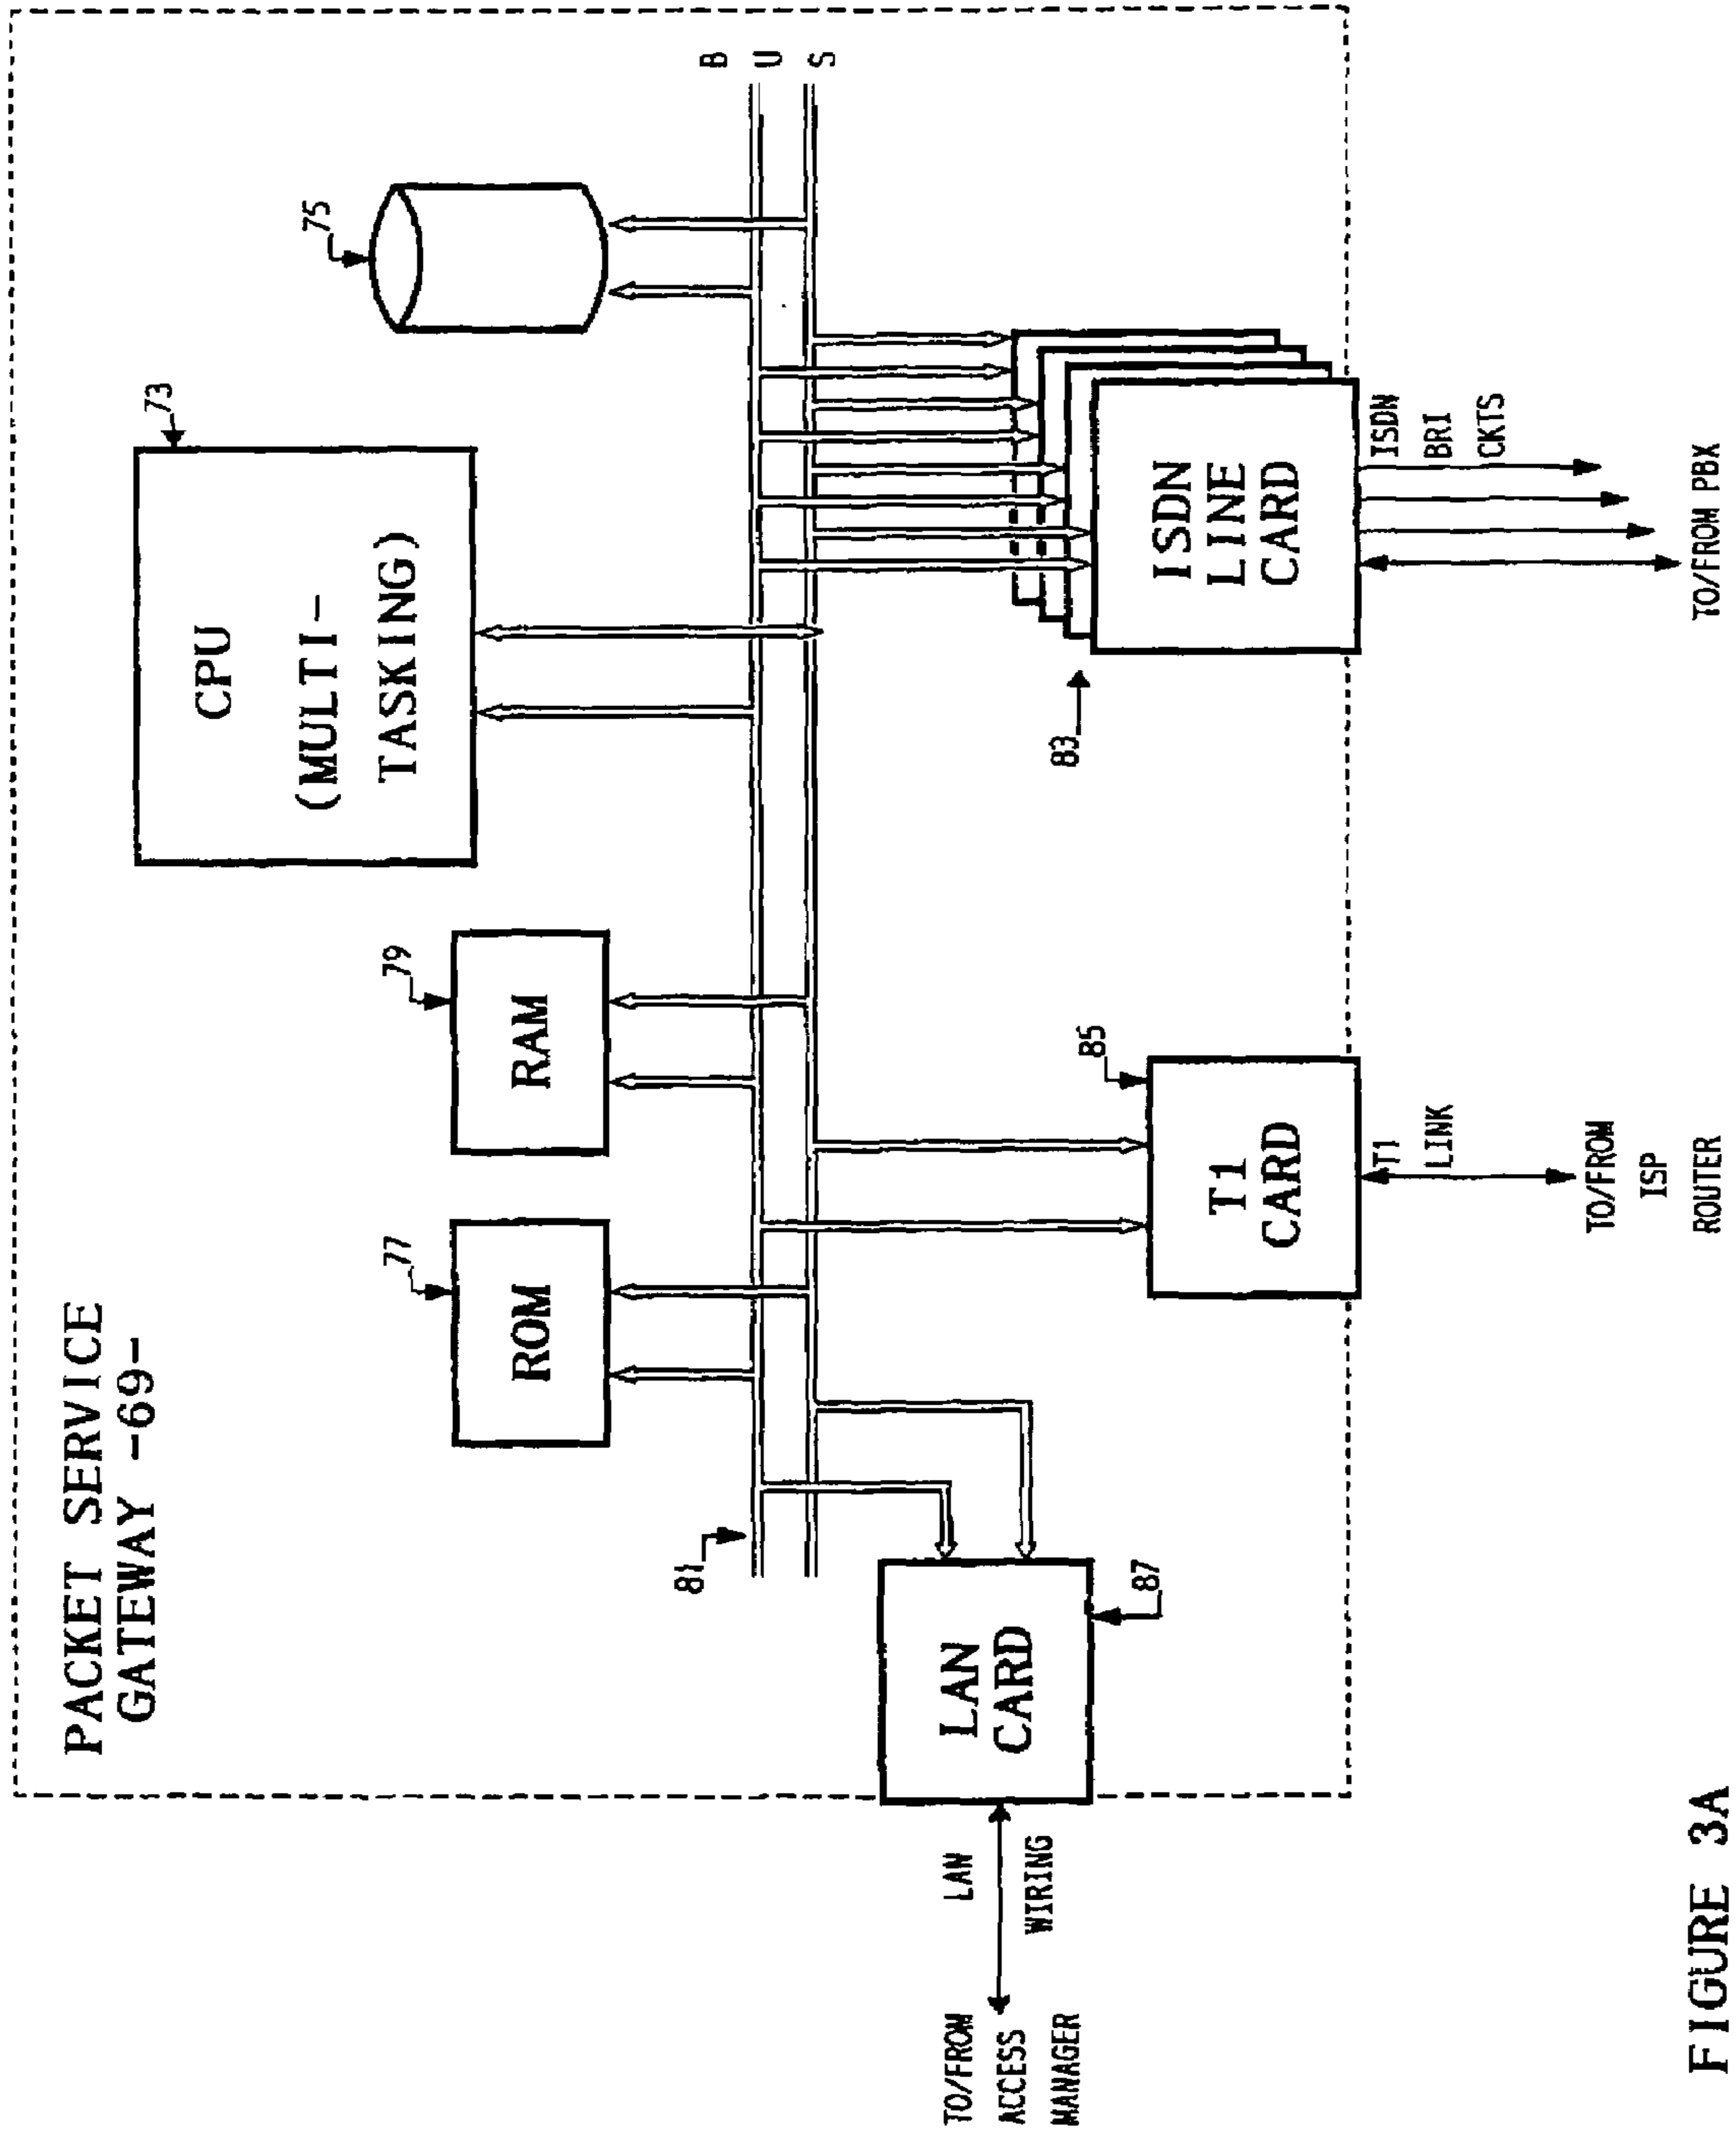 PACKET SERVICE
GATEWAY -69-
73
CPU
(MULTI-
TASKING)
75
77
ROM
79
RAM
81
B
U
S
LAN
CARD
87
TO/FROM
ACCESS
MANAGER
LAN
WIRING
85
T1
CARD
T1
LINK
TO/FROM
ISP
ROUTER
83
ISDN
LINE
CARD
ISDN
BRI
CKTS
TO/FROM PBX
FIGURE 3A